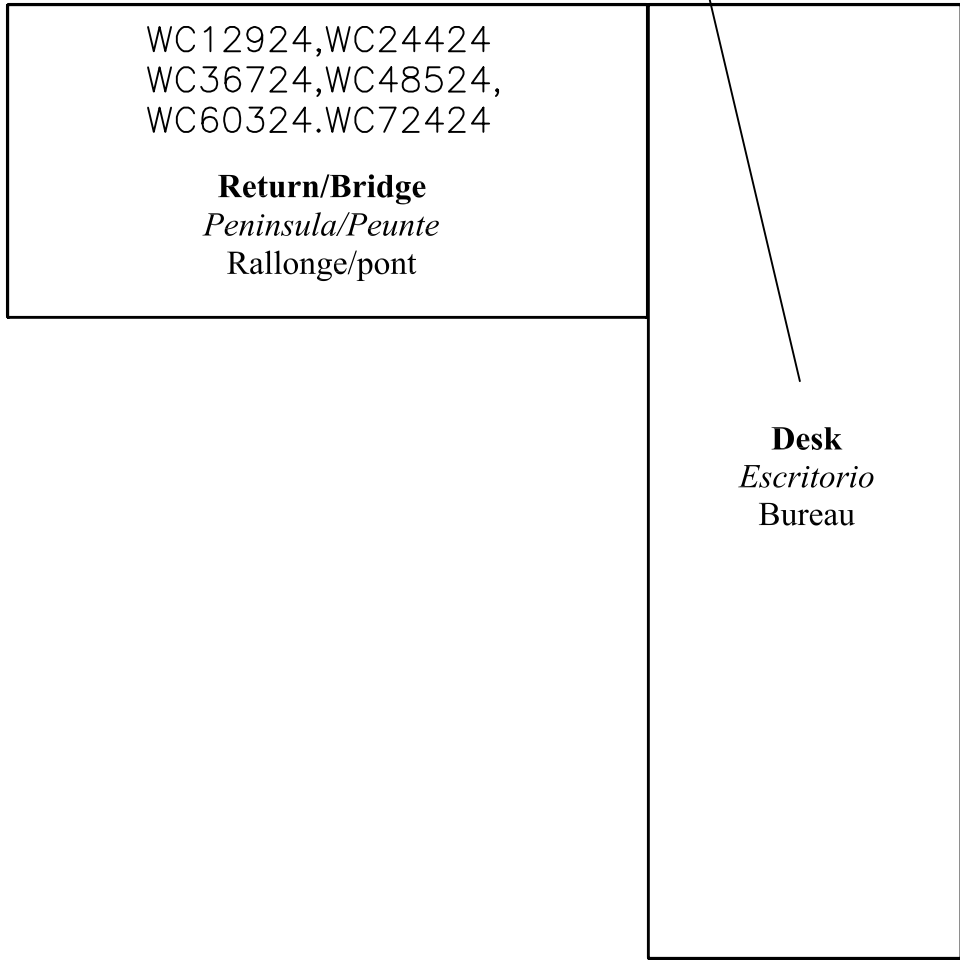 WC12924,WC24424
WC36724,WC48524,
WC60324.WC72424
Return/Bridge
Peninsula/Peunte
Rallonge/pont
Desk
Escritorio
Bureau